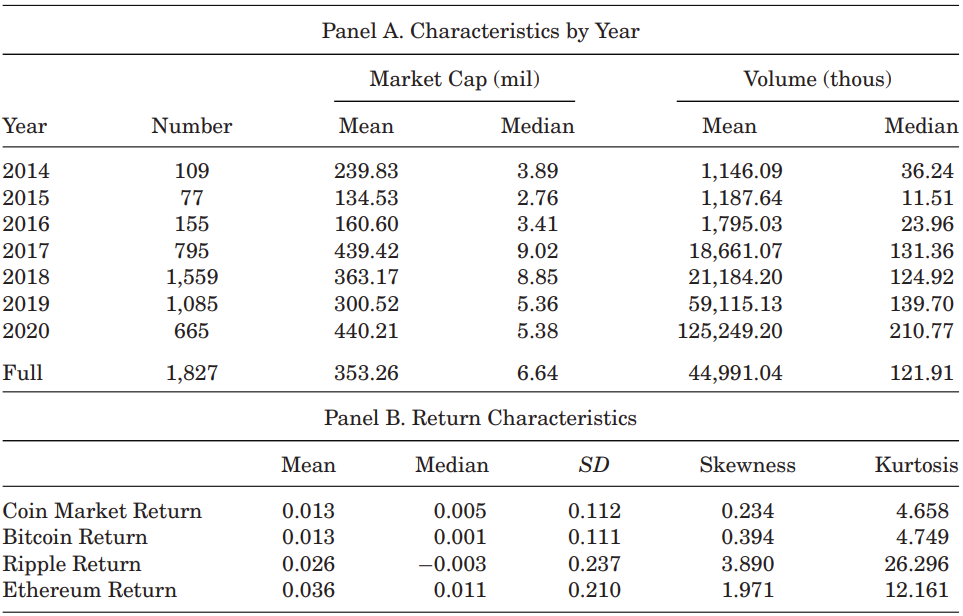 Panel A. Characteristics by Year
Market Cap (mil) Volume (thous)
Year Number Mean Median Mean Median
2014 109 239.83 3.89 1,146.09 36.24
2015 77 134.53 2.76 1,187.64 11.51
2016 155 160.60 3.41 1,795.03 23.96
2017 795 439.42 9.02 18,661.07 131.36
2018 1,559 363.17 8.85 21,184.20 124.92
2019 1,085 300.52 5.36 59,115.13 139.70
2020 665 440.21 5.38 125,249.20 210.77
Full 1,827 353.26 6.64 44,991.04 121.91
Panel B. Return Characteristics
Mean Median SD Skewness Kurtosis
Coin Market Return 0.013 0.005 0.112 0.234 4.658
Bitcoin Return 0.013 0.001 0.111 0.394 4.749
Ripple Return 0.026 −0.003 0.237 3.890 26.296
Ethereum Return 0.036 0.011 0.210 1.971 12.161